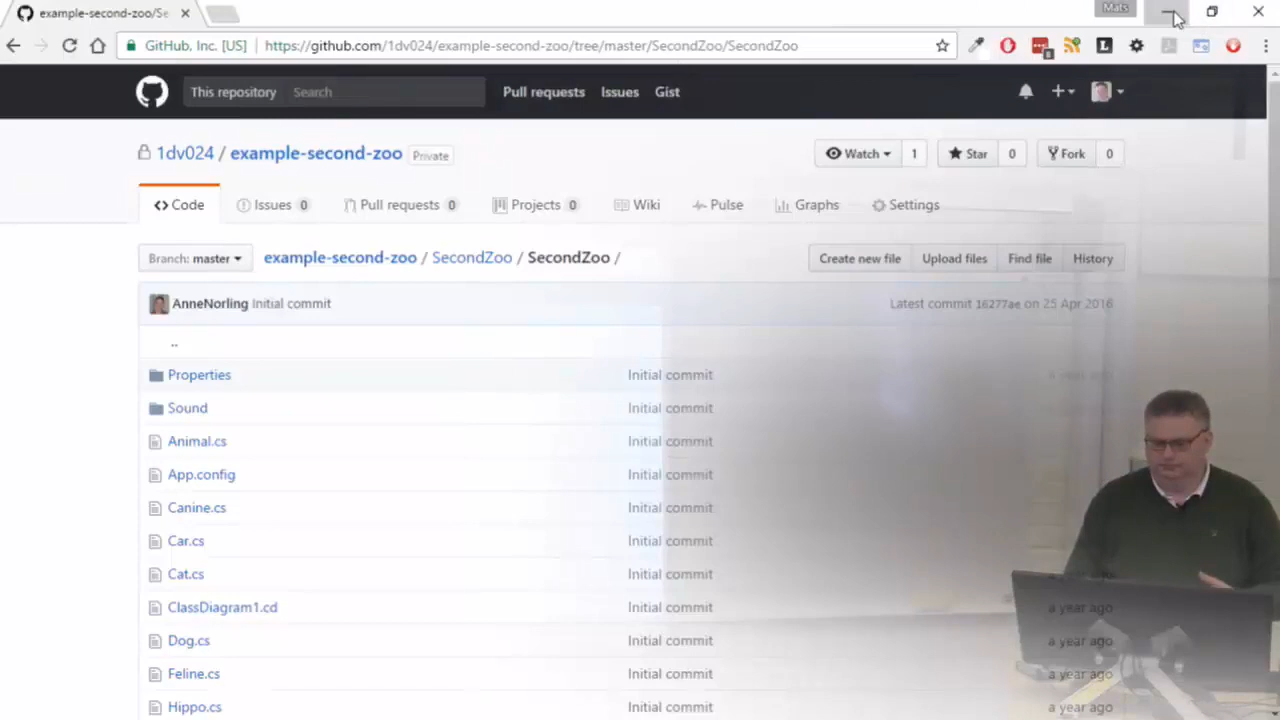 example-second-zoo/Se
Mats
GitHub, Inc. [US]
https://github.com/1dv024/example-second-zoo/tree/master/SecondZoo/SecondZoo
8
L
This repository Search Pull requests Issues Gist
1dv024 / example-second-zoo Private
Watch 1 Star 0 Fork 0
Code Issues 0 Pull requests 0 Projects 0 Wiki Pulse Graphs Settings
Branch: master example-second-zoo / SecondZoo / SecondZoo /
Create new file Upload files Find file History
AnneNorling Initial commit Latest commit 16277ae on 25 Apr 2016
..
Properties Initial commit a year ago
Sound Initial commit
Animal.cs Initial commit
App.config Initial commit
Canine.cs Initial commit
Car.cs Initial commit
Cat.cs Initial commit
ClassDiagram1.cd Initial commit a year ago
Dog.cs Initial commit a year ago
Feline.cs Initial commit a year ago
Hippo.cs Initial commit a year ago